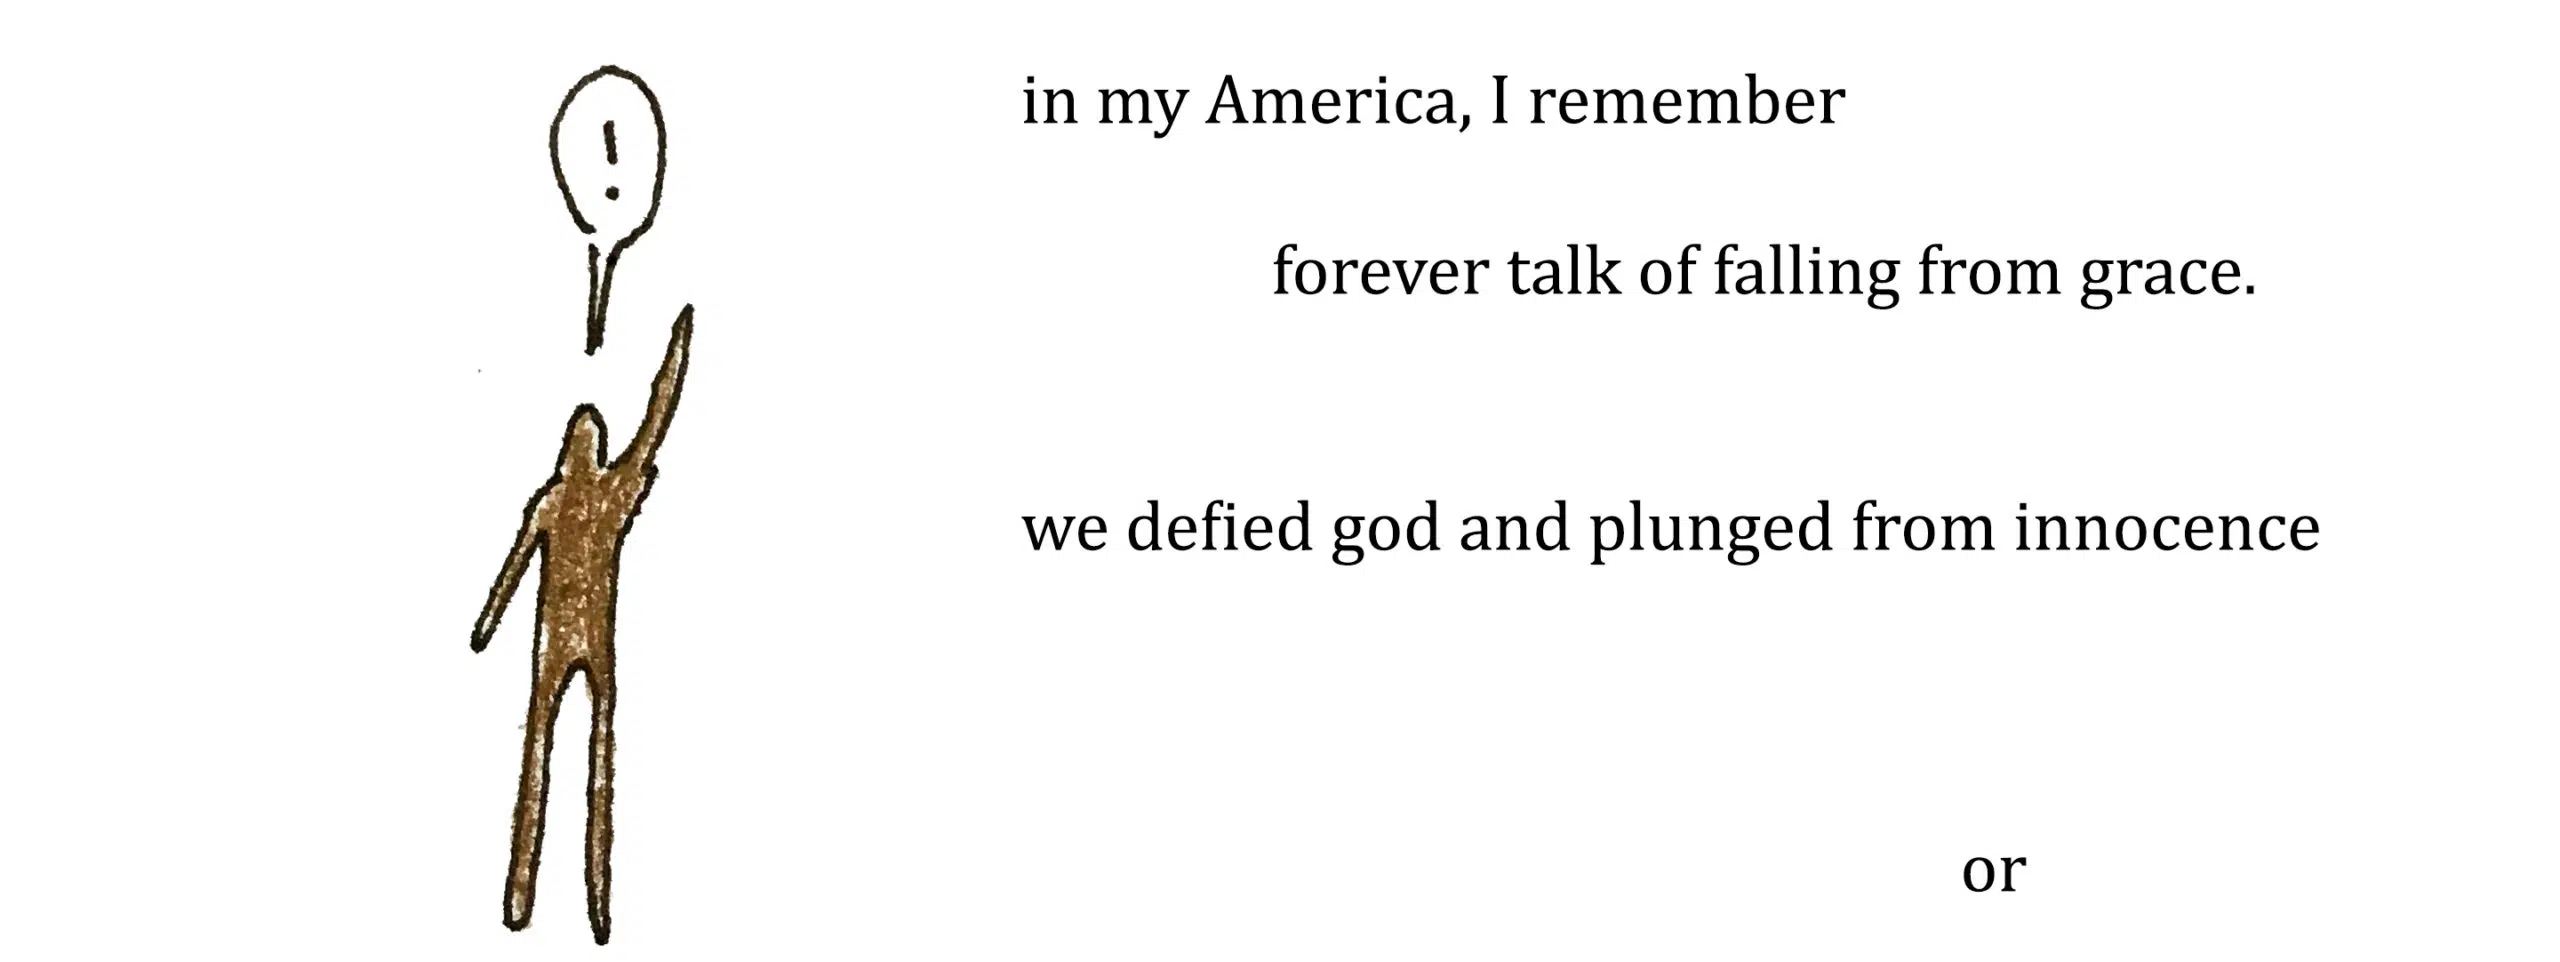 !
in my America, I remember
forever talk of falling from grace.
we defied god and plunged from innocence
or